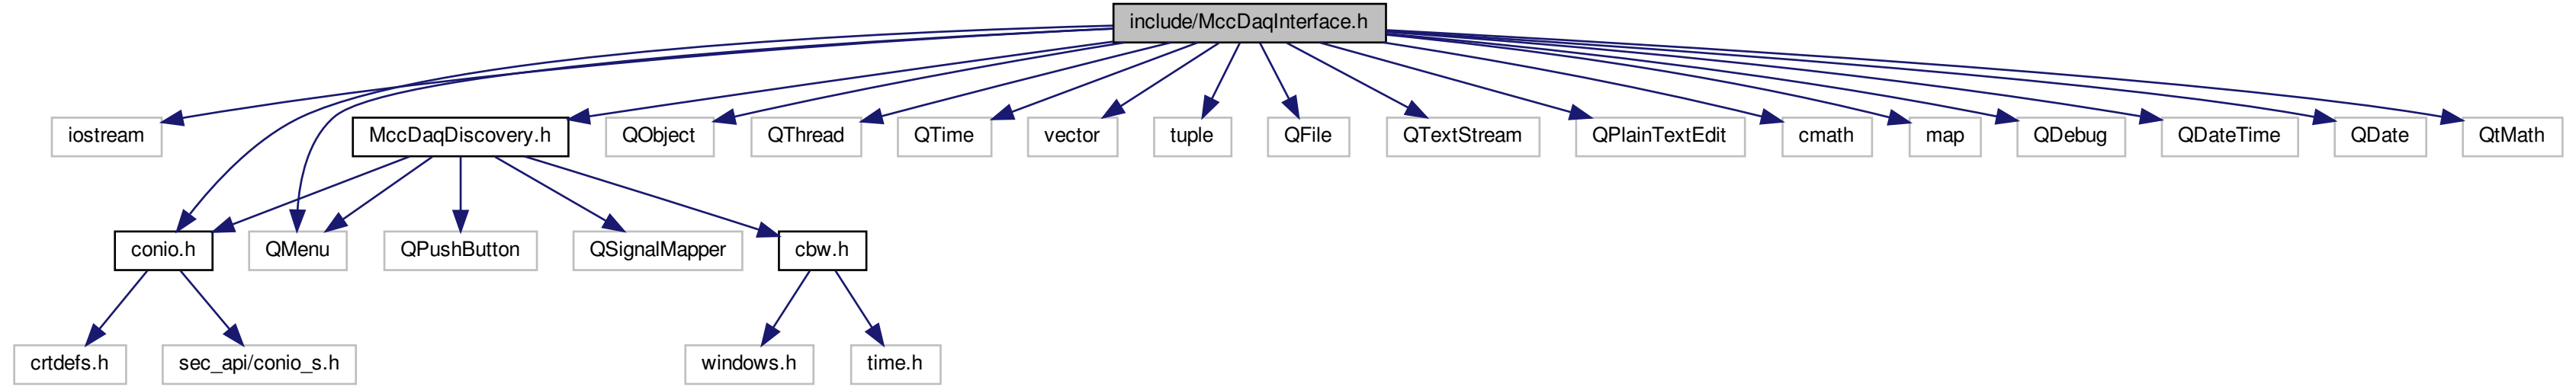 include/MccDaqInterface.h
iostream
MccDaqDiscovery.h
QObject
QThread
QTime
vector
tuple
QFile
QTextStream
QPlainTextEdit
cmath
map
QDebug
QDateTime
QDate
QtMath
conio.h
QMenu
QPushButton
QSignalMapper
cbw.h
crtdefs.h
sec_api/conio_s.h
windows.h
time.h